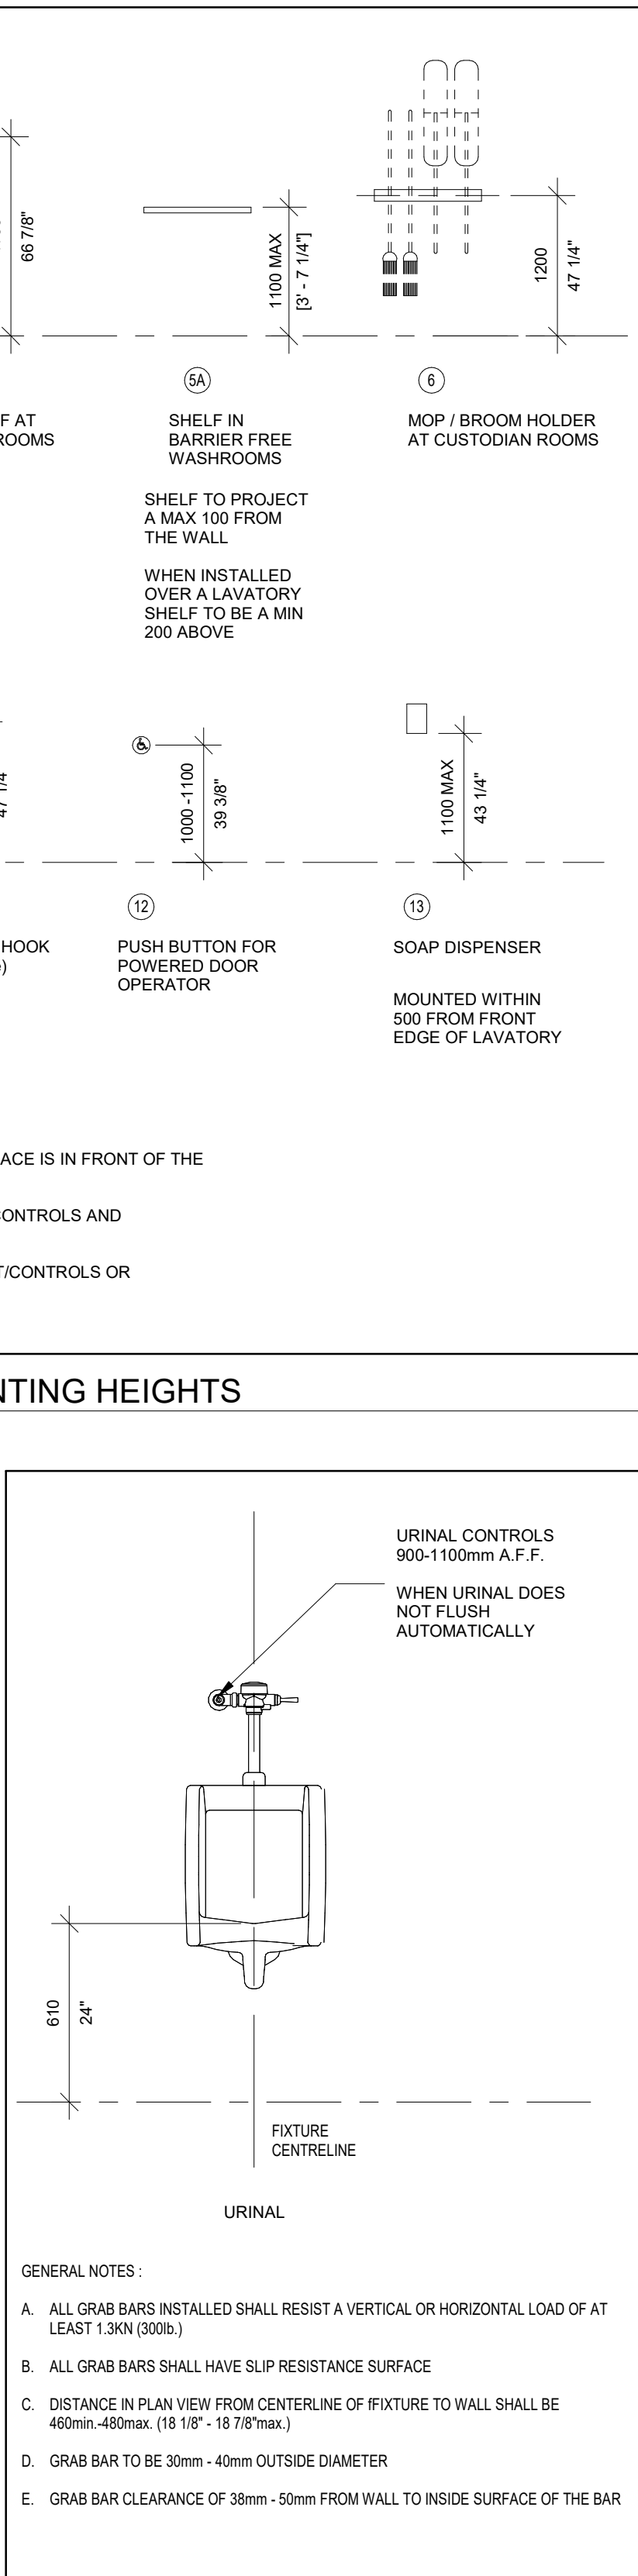 66 7/8"
1100 MAX
[3' - 7 1/4"]
1200
47 1/4"
5A
6
F AT
ROOMS
SHELF IN
BARRIER FREE
WASHROOMS
SHELF TO PROJECT
A MAX 100 FROM
THE WALL
WHEN INSTALLED
OVER A LAVATORY
SHELF TO BE A MIN
200 ABOVE
MOP / BROOM HOLDER
AT CUSTODIAN ROOMS
47 1/4
1000 -1100
39 3/8"
1100 MAX
43 1/4"
12
13
HOOK
)
PUSH BUTTON FOR
POWERED DOOR
OPERATOR
SOAP DISPENSER
MOUNTED WITHIN
500 FROM FRONT
EDGE OF LAVATORY
ACE IS IN FRONT OF THE
CONTROLS AND
T/CONTROLS OR
NTING HEIGHTS
URINAL CONTROLS
900-1100mm A.F.F.
WHEN URINAL DOES
NOT FLUSH
AUTOMATICALLY
610
24"
FIXTURE
CENTRELINE
URINAL
GENERAL NOTES :
A. ALL GRAB BARS INSTALLED SHALL RESIST A VERTICAL OR HORIZONTAL LOAD OF AT
LEAST 1.3KN (300lb.)
B. ALL GRAB BARS SHALL HAVE SLIP RESISTANCE SURFACE
C. DISTANCE IN PLAN VIEW FROM CENTERLINE OF fFIXTURE TO WALL SHALL BE
460min.-480max. (18 1/8" - 18 7/8"max.)
D. GRAB BAR TO BE 30mm - 40mm OUTSIDE DIAMETER
E. GRAB BAR CLEARANCE OF 38mm - 50mm FROM WALL TO INSIDE SURFACE OF THE BAR